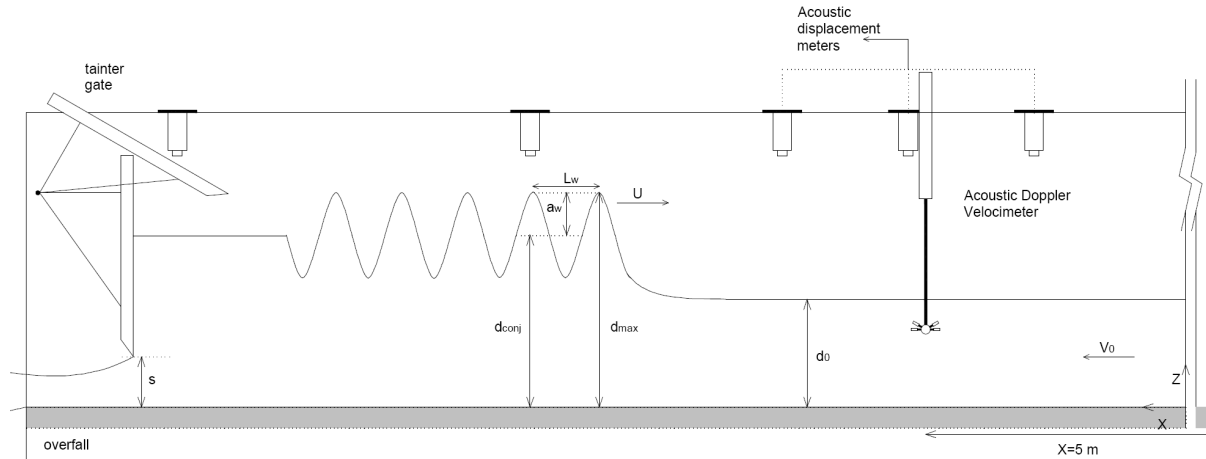 Acoustic
displacement
meters
tainter
gate
Lw
U
aw
Acoustic Doppler
Velocimeter
dconj
dmax
d0
V0
s
Z
X
overfall
X=5 m